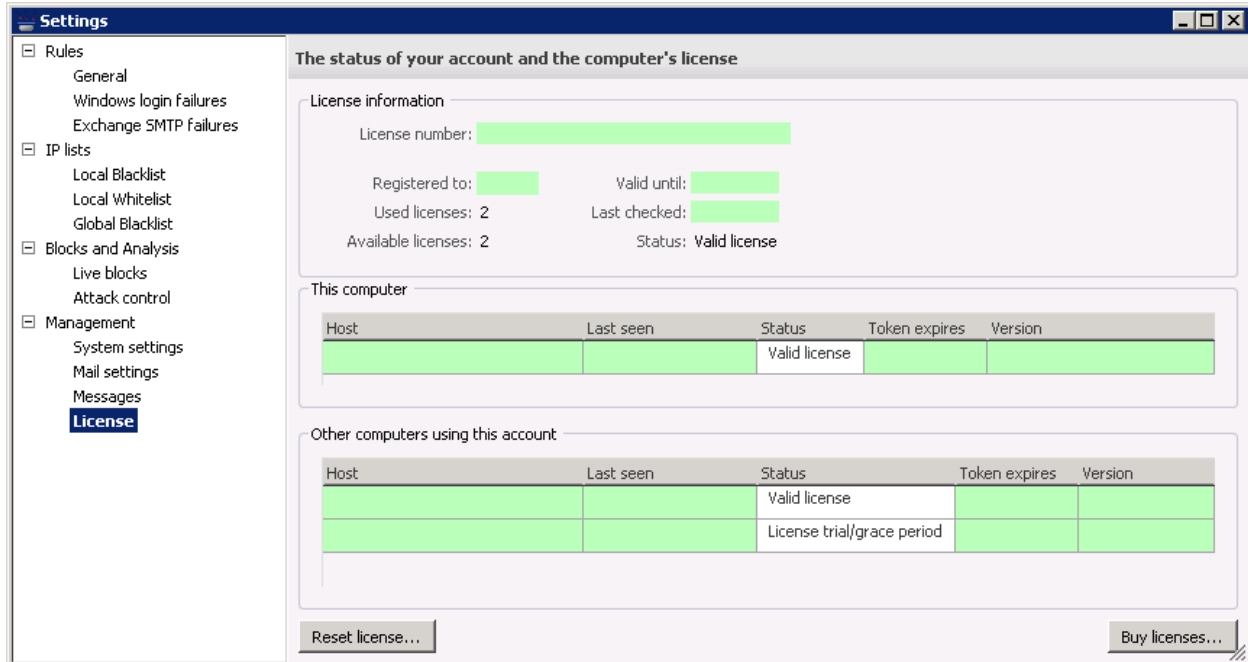 Settings
Rules
General
Windows login failures
Exchange SMTP failures
IP lists
Local Blacklist
Local Whitelist
Global Blacklist
Blocks and Analysis
Live blocks
Attack control
Management
System settings
Mail settings
Messages
License
The status of your account and the computer's license
License information
License number:
Registered to: Valid until:
Used licenses: 2 Last checked:
Available licenses: 2 Status: Valid license
This computer
Host Last seen Status Token expires Version
Valid license
Other computers using this account
Host Last seen Status Token expires Version
Valid license
License trial/grace period
Reset license... Buy licenses...